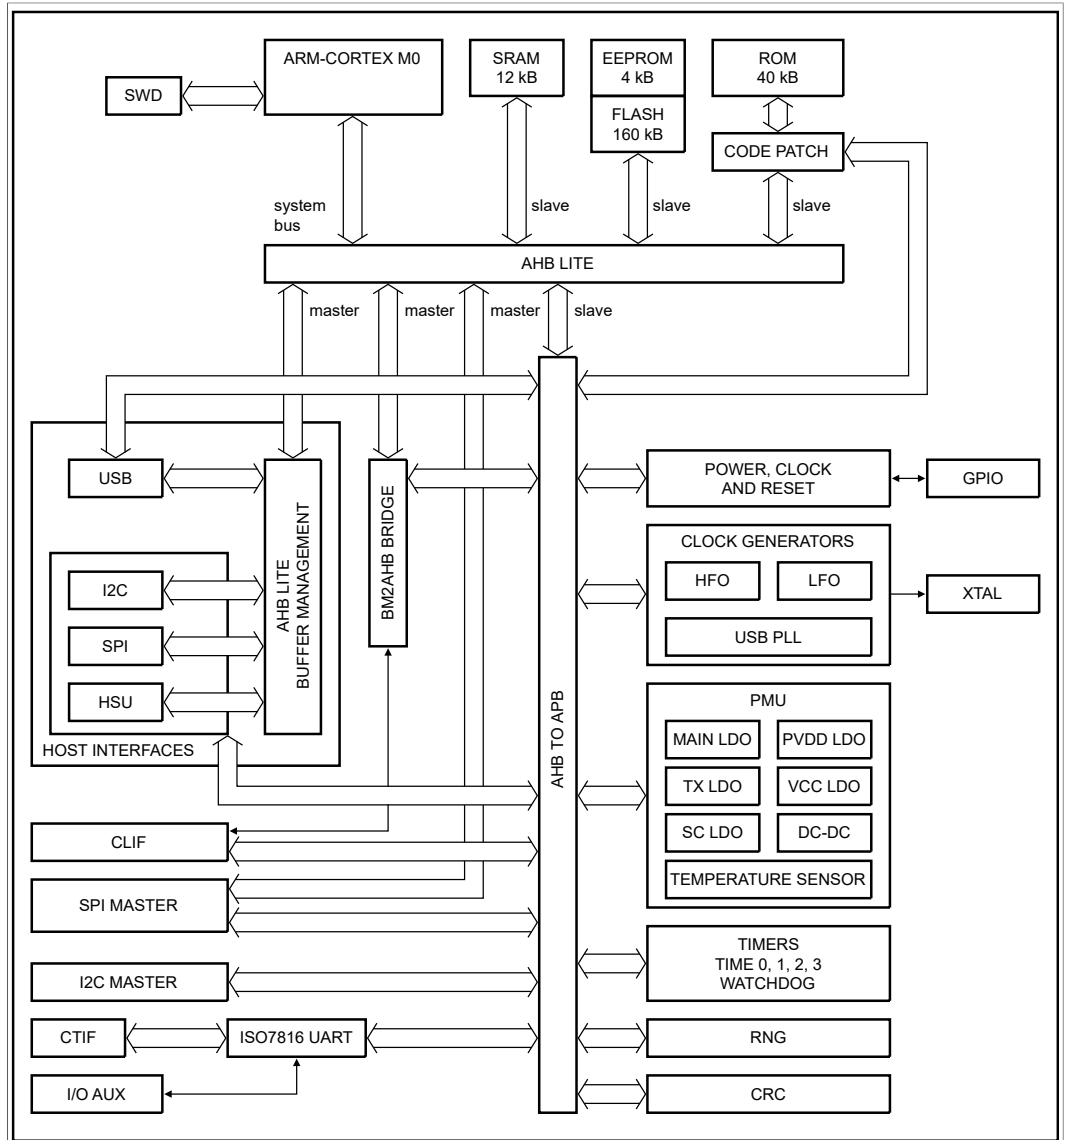 ARM-CORTEX M0
SRAM
12 kB
EEPROM
4 kB
ROM
40 kB
SWD
FLASH
160 kB
CODE PATCH
system
bus
slave
slave
slave
AHB LITE
master
master
master
slave
USB
AHB LITE
BUFFER MANAGEMENT
BM2AHB BRIDGE
POWER, CLOCK
AND RESET
GPIO
CLOCK GENERATORS
I2C
HFO
LFO
XTAL
SPI
USB PLL
HSU
HOST INTERFACES
AHB TO APB
PMU
MAIN LDO
PVDD LDO
TX LDO
VCC LDO
CLIF
SC LDO
DC-DC
TEMPERATURE SENSOR
SPI MASTER
TIMERS
TIME 0, 1, 2, 3
WATCHDOG
I2C MASTER
CTIF
ISO7816 UART
RNG
I/O AUX
CRC